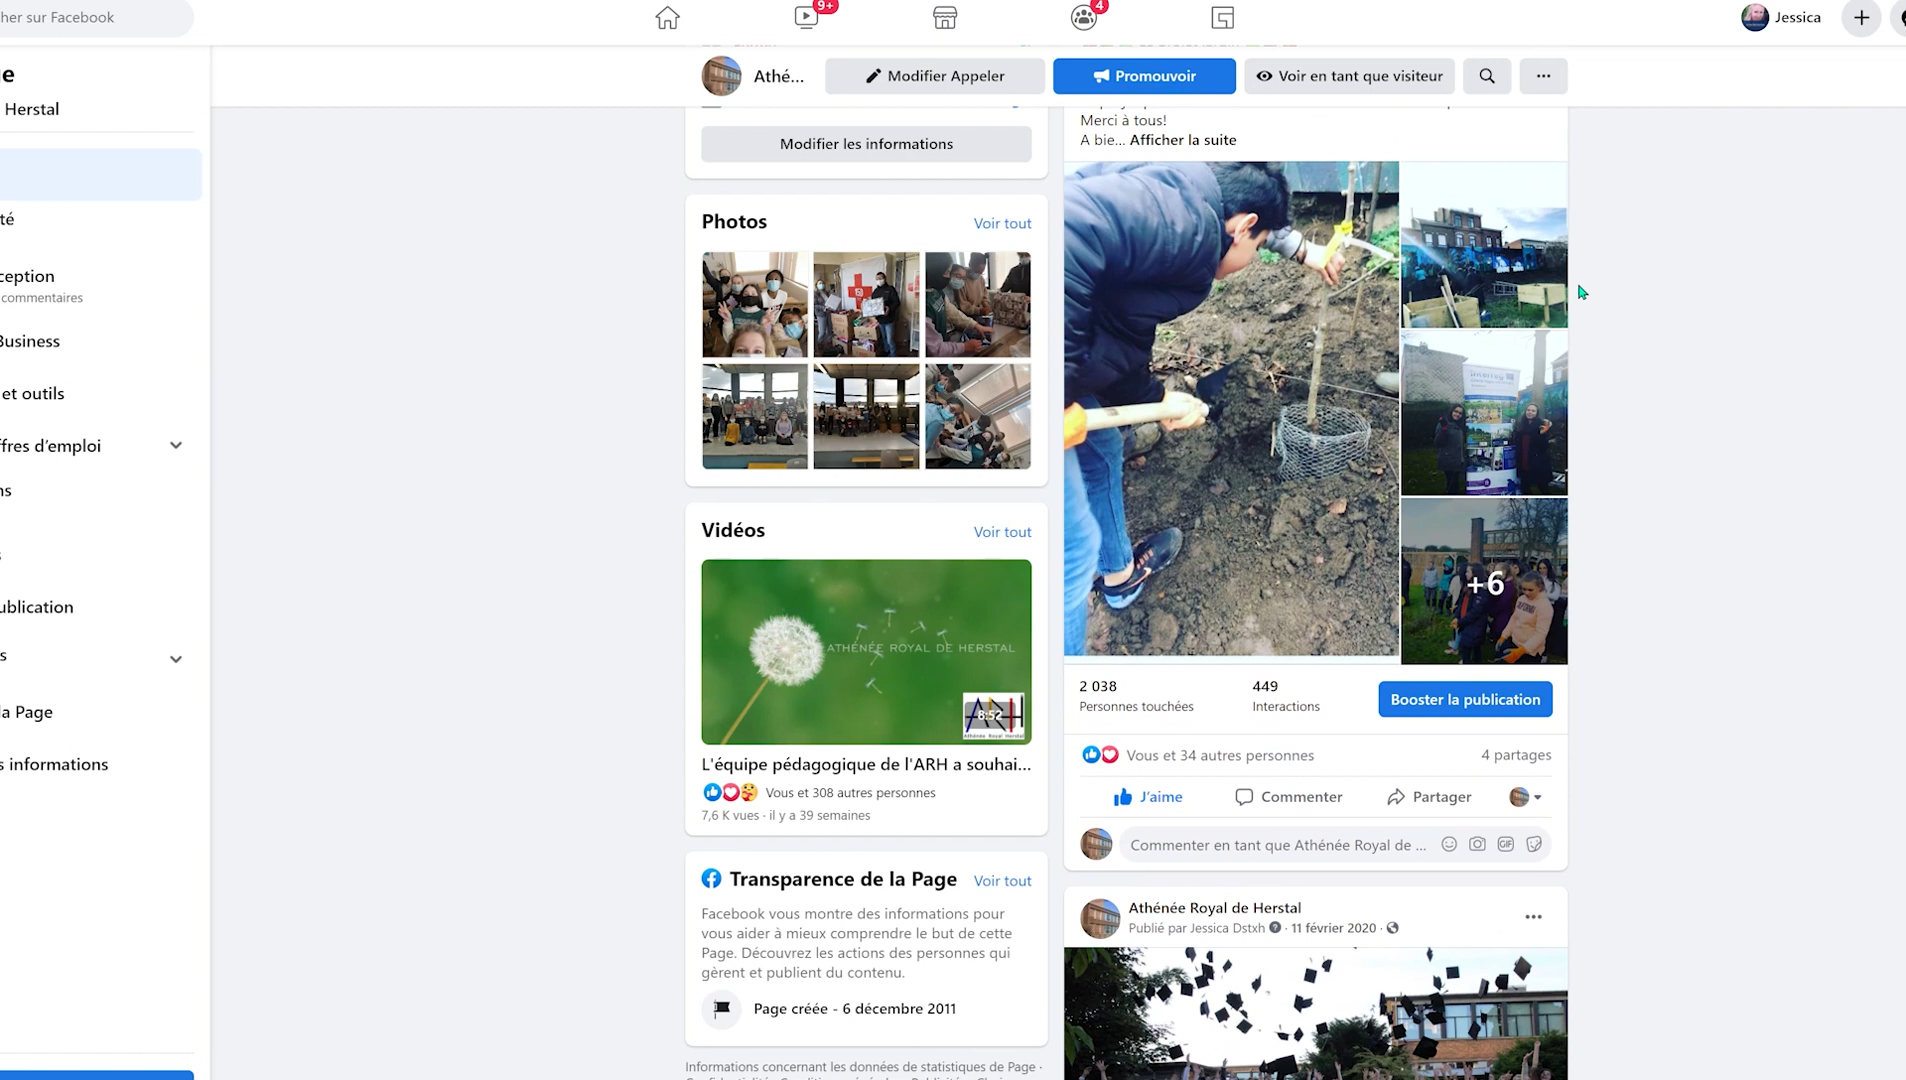 her sur Facebook
9+
4
Jessica
ge
Herstal
Athé...
Modifier Appeler
Promouvoir
Voir en tant que visiteur
té
ception
commentaires
Business
et outils
ffres d'emploi
ns
s
ublication
s
la Page
s informations
Modifier les informations
Photos
Voir tout
Vidéos
Voir tout
ATHÉNÉE ROYAL DE HERSTAL
ARH
8:52
Athénée Royal Herstal
L'équipe pédagogique de l'ARH a souhai...
Vous et 308 autres personnes
7,6 K vues · il y a 39 semaines
Transparence de la Page
Voir tout
Facebook vous montre des informations pour
vous aider à mieux comprendre le but de cette
Page. Découvrez les actions des personnes qui
gèrent et publient du contenu.
Page créée - 6 décembre 2011
Informations concernant les données de statistiques de Page ·
Merci à tous!
A bie... Afficher la suite
+6
2 038
Personnes touchées
449
Interactions
Booster la publication
Vous et 34 autres personnes
4 partages
J'aime
Commenter
Partager
Commenter en tant que Athénée Royal de ...
GIF
Athénée Royal de Herstal
Publié par Jessica Dstxh · 11 février 2020 ·